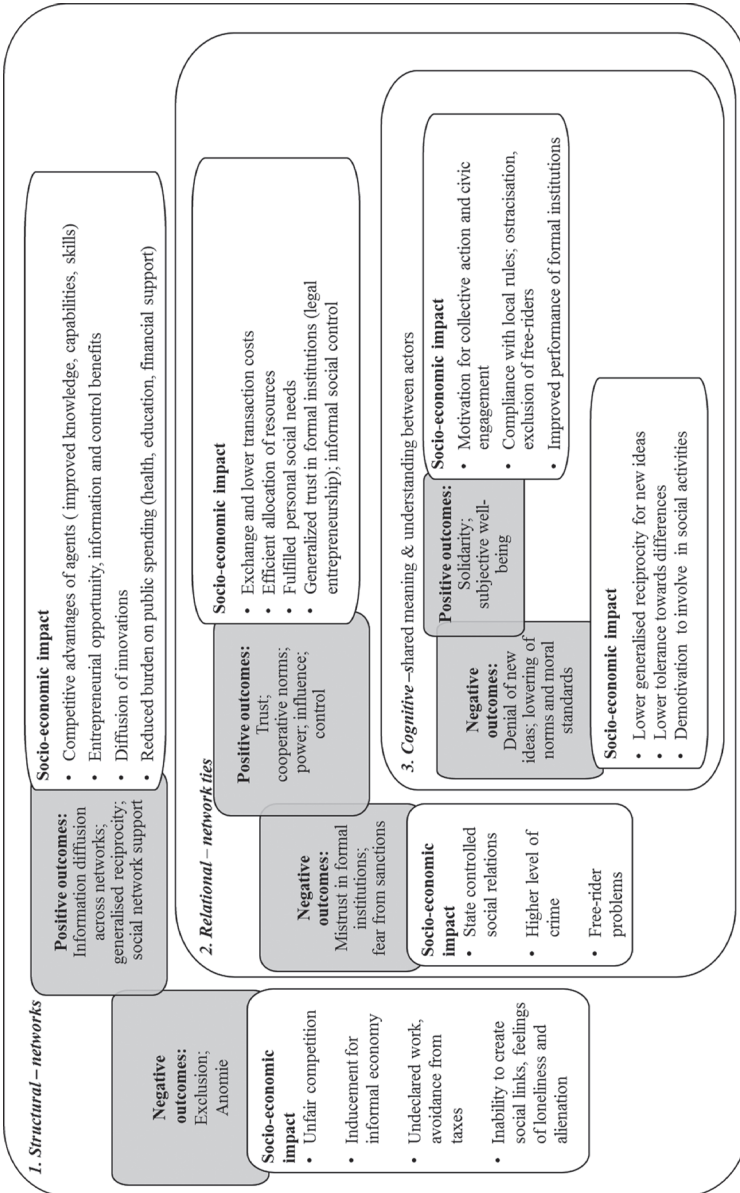 1. Structural – networks
Positive outcomes:
Information diffusion
across networks;
generalised reciprocity;
social network support
Socio-economic impact
• Competitive advantages of agents ( improved knowledge, capabilities, skills)
• Entrepreneurial opportunity, information and control benefits
• Diffusion of innovations
• Reduced burden on public spending (health, education, financial support)
Negative
outcomes:
Exclusion;
Anomie
Socio-economic
impact
• Unfair competition
• Inducement for
informal economy
• Undeclared work,
avoidance from
taxes
• Inability to create
social links, feelings
of loneliness and
alienation
2. Relational – network ties
Positive outcomes:
Trust;
cooperative norms;
power; influence;
control
Socio-economic impact
• Exchange and lower transaction costs
• Efficient allocation of resources
• Fulfilled personal social needs
• Generalized trust in formal institutions (legal
entrepreneurship); informal social control
Negative
outcomes:
Mistrust in formal
institutions;
fear from sanctions
Socio-economic
impact
• State controlled
social relations
• Higher level of
crime
• Free-rider
problems
3. Cognitive –shared meaning & understanding between actors
Positive outcomes:
Solidarity;
subjective well-
being
Socio-economic impact
• Motivation for collective action and civic
engagement
• Compliance with local rules; ostracisation,
exclusion of free-riders
• Improved performance of formal institutions
Negative
outcomes:
Denial of new
ideas; lowering of
norms and moral
standards
Socio-economic impact
• Lower generalised reciprocity for new ideas
• Lower tolerance towards differences
• Demotivation to involve in social activities